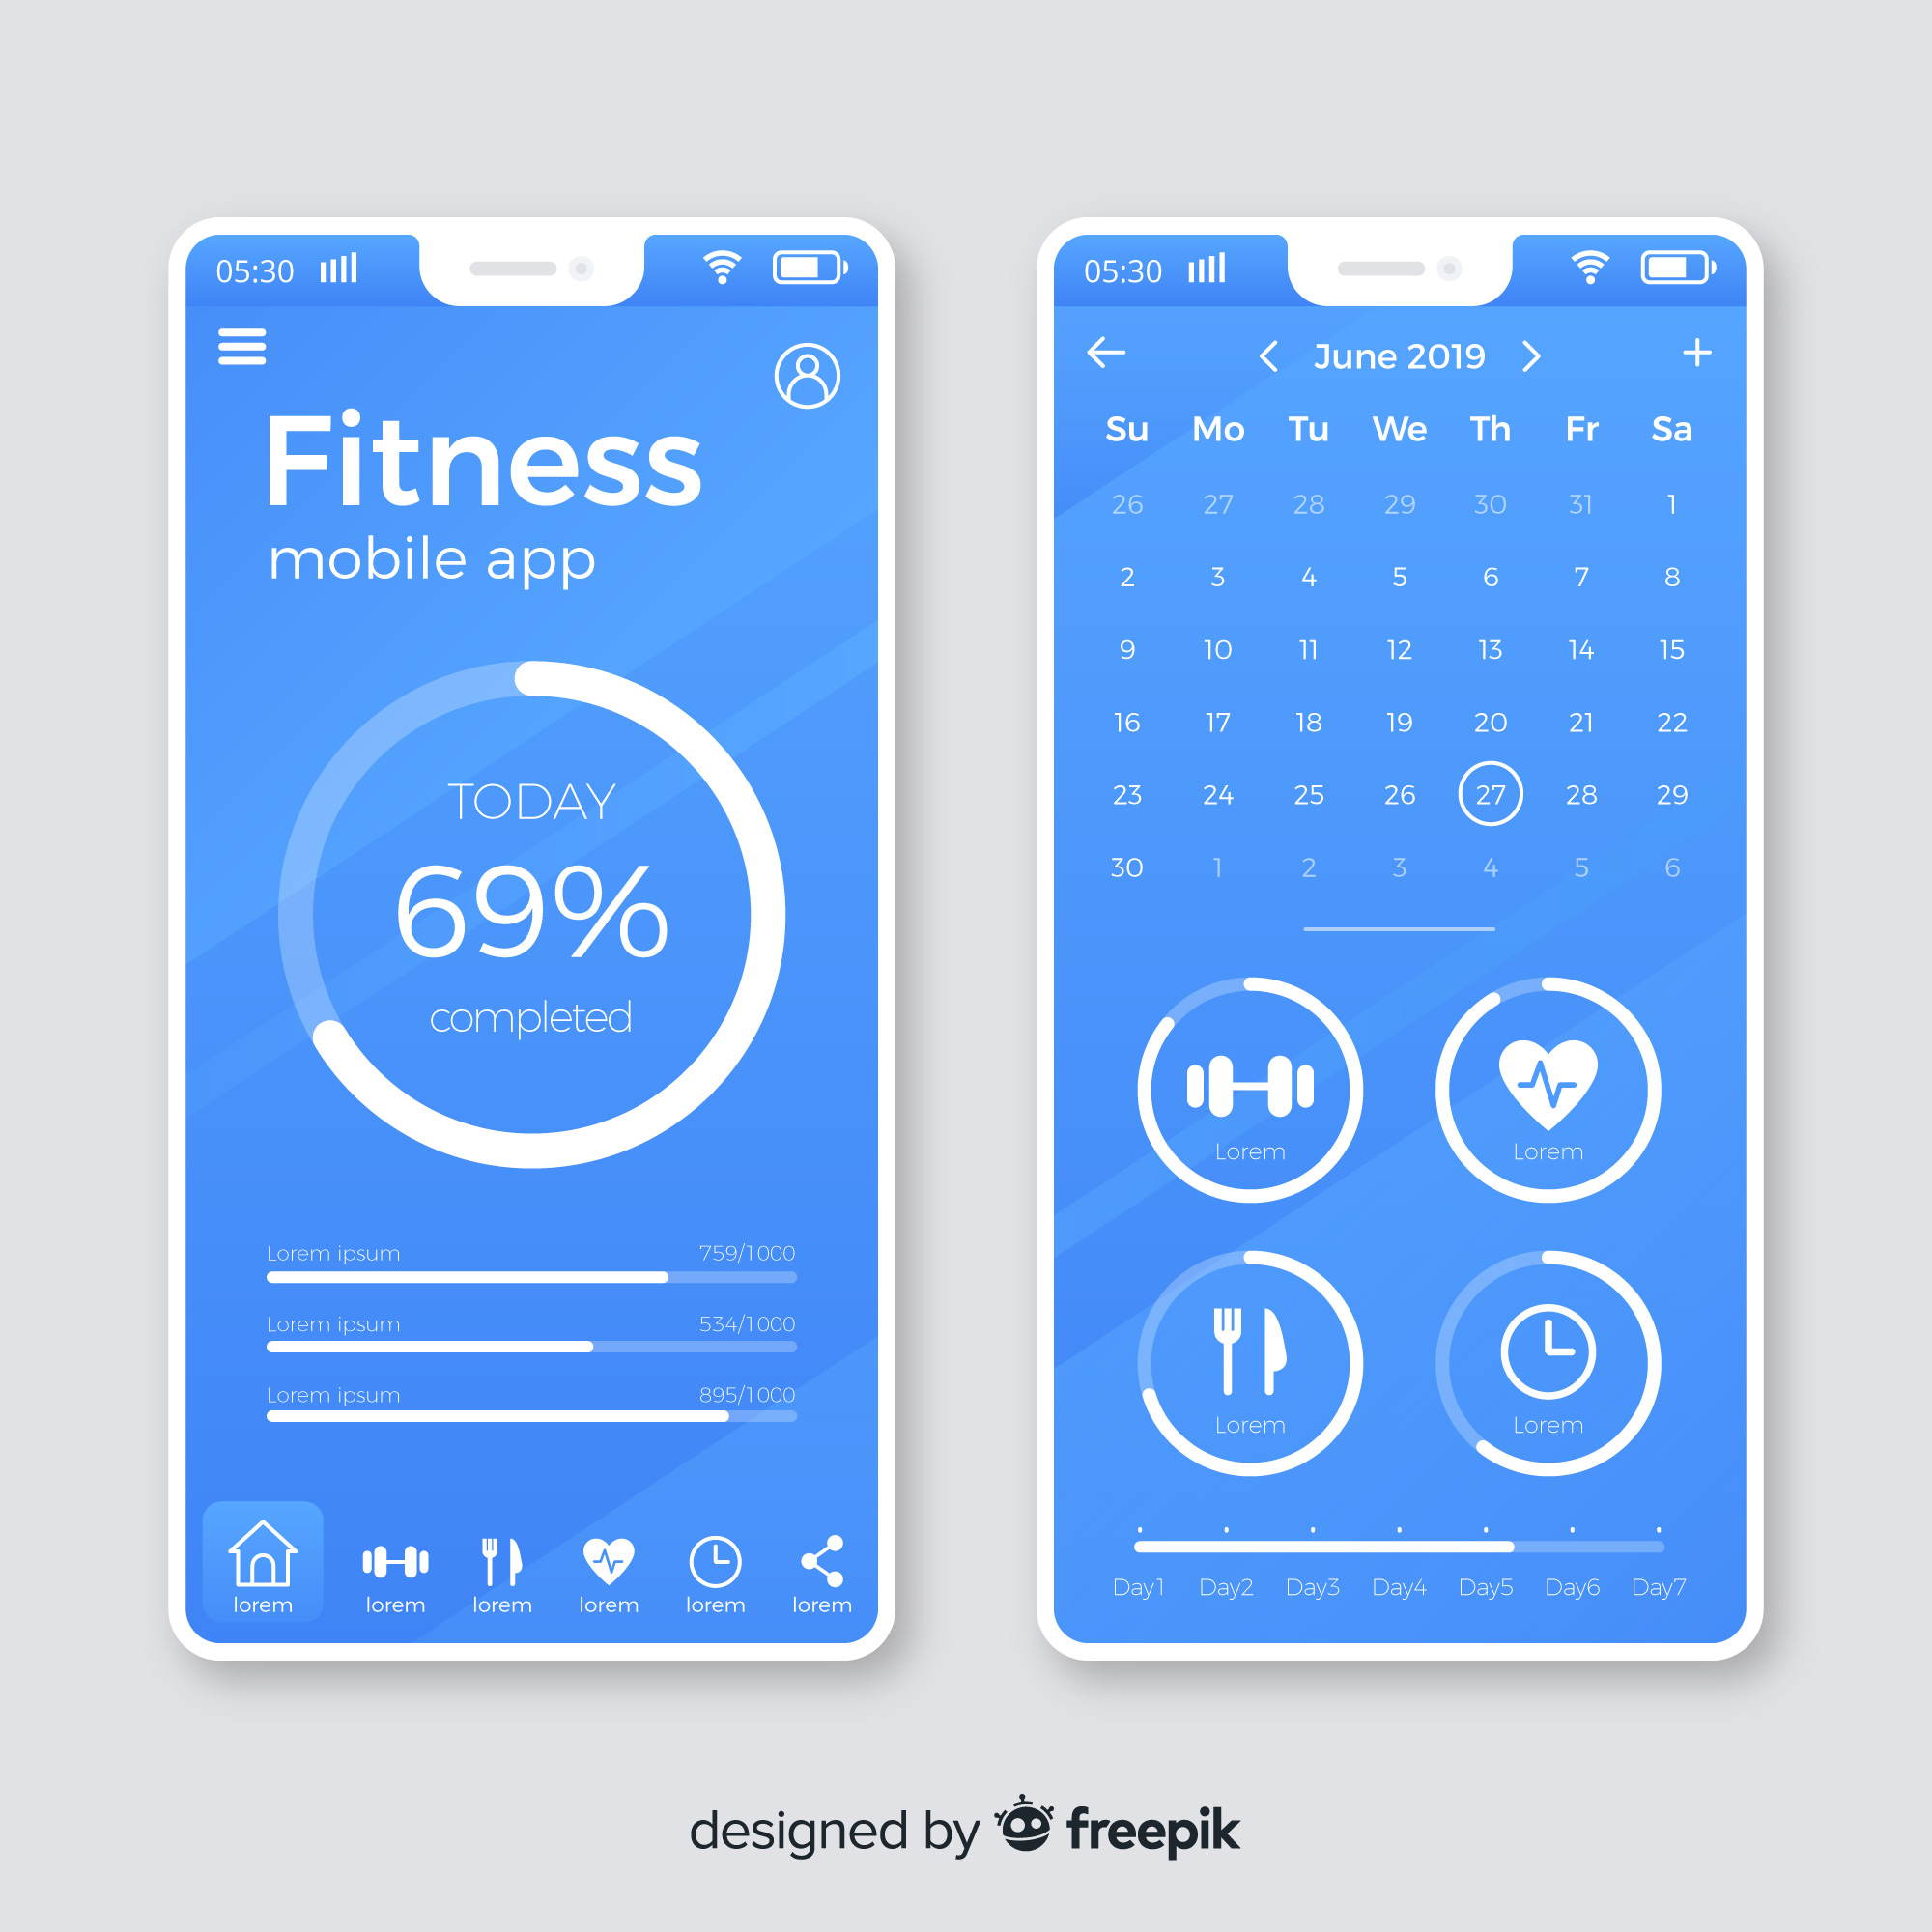 05:30
Fitness
mobile app
TODAY
69%
completed
Lorem ipsum 759/1000
Lorem ipsum 534/1000
Lorem ipsum 895/1000
lorem lorem lorem lorem lorem lorem
05:30
June 2019
Su Mo Tu We Th Fr Sa
26 27 28 29 30 31 1
2 3 4 5 6 7 8
9 10 11 12 13 14 15
16 17 18 19 20 21 22
23 24 25 26 27 28 29
30 1 2 3 4 5 6
Lorem Lorem
Lorem Lorem
Day1 Day2 Day3 Day4 Day5 Day6 Day7
designed by freepik